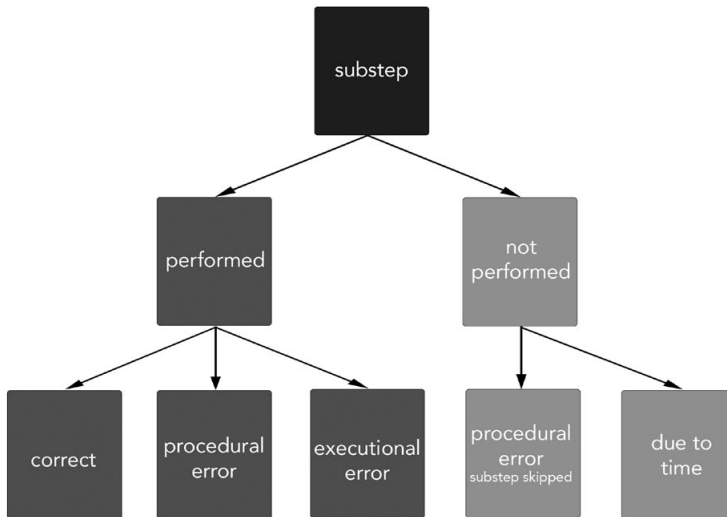 substep
performed
not
performed
correct
procedural
error
executional
error
procedural
error
substep skipped
due to
time